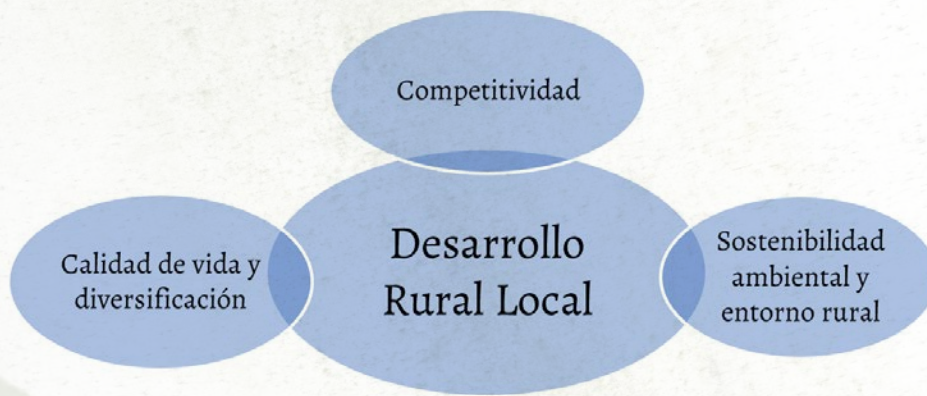 Competitividad
Calidad de vida y
diversificación
Desarrollo
Rural Local
Sostenibilidad
ambiental y
entorno rural